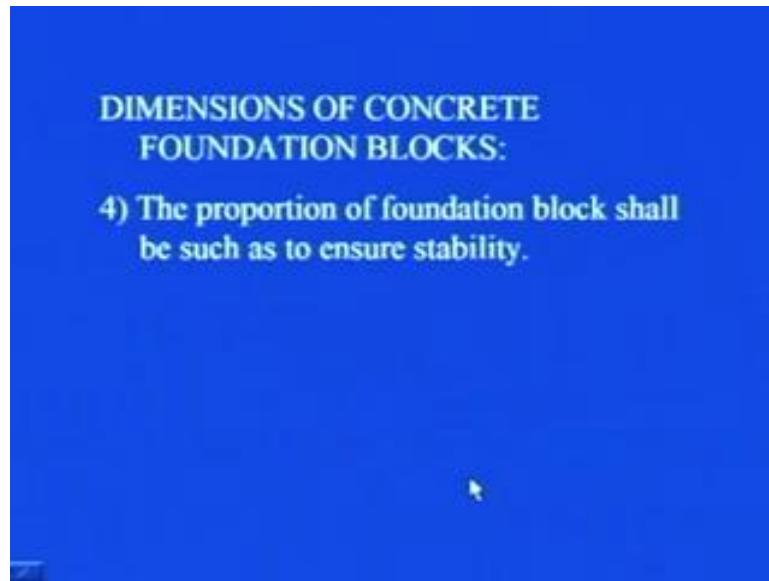 DIMENSIONS OF CONCRETE
FOUNDATION BLOCKS:
4) The proportion of foundation block shall
be such as to ensure stability.